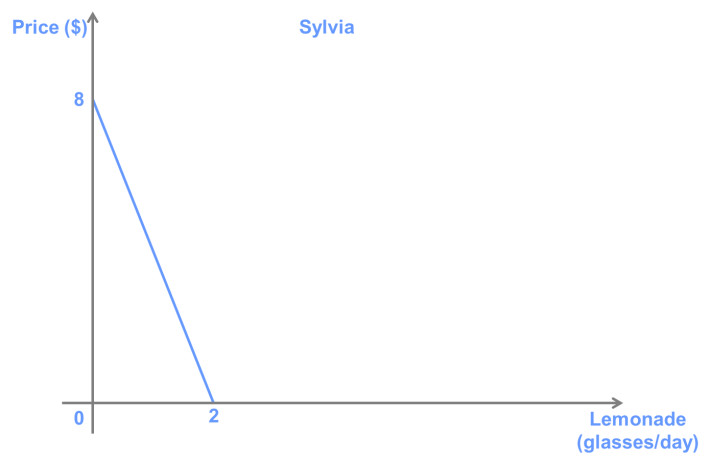 Price ($)
Sylvia
8
0
2
Lemonade
(glasses/day)